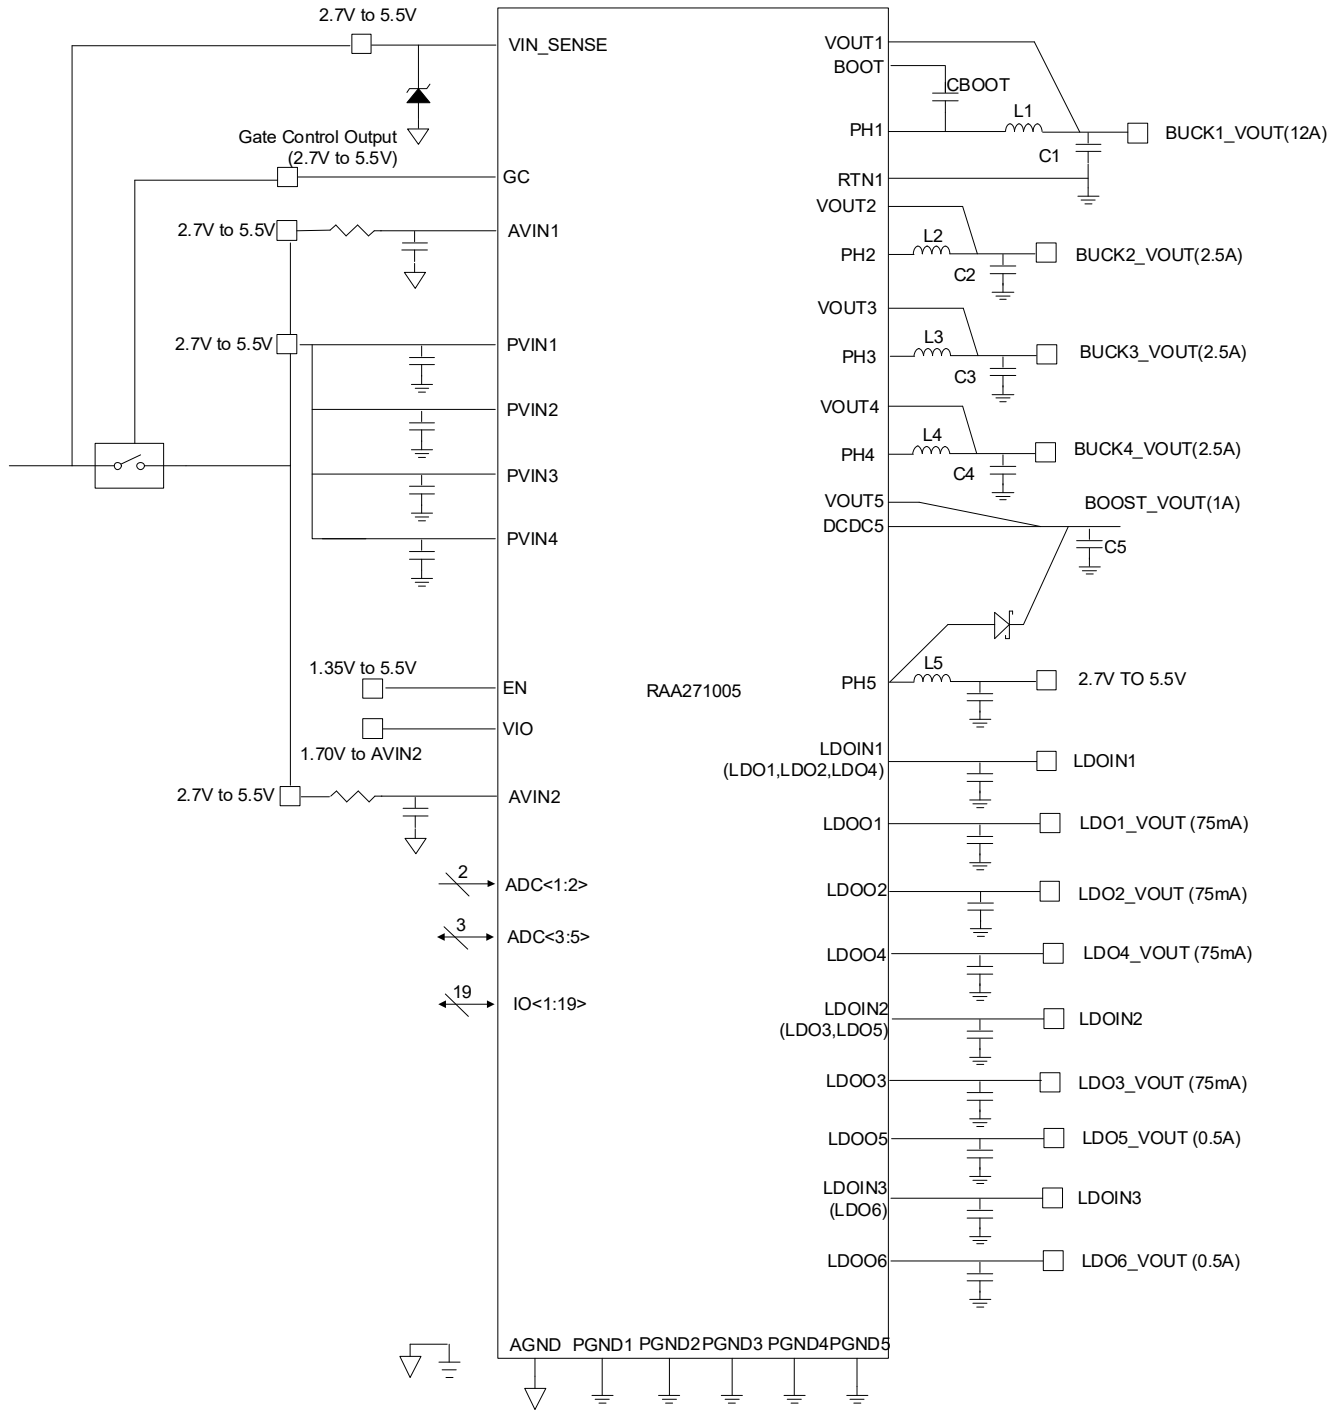 2.7V to 5.5V
VIN_SENSE
Gate Control Output
(2.7V to 5.5V)
GC
2.7V to 5.5V
AVIN1
2.7V to 5.5V
PVIN1
PVIN2
PVIN3
PVIN4
1.35V to 5.5V
EN
VIO
1.70V to AVIN2
2.7V to 5.5V
AVIN2
2
ADC<1:2>
3
ADC<3:5>
19
IO<1:19>
RAA271005
VOUT1
BOOT
CBOOT
L1
PH1
BUCK1_VOUT(12A)
C1
RTN1
VOUT2
L2
PH2
BUCK2_VOUT(2.5A)
C2
VOUT3
L3
PH3
BUCK3_VOUT(2.5A)
C3
VOUT4
L4
PH4
BUCK4_VOUT(2.5A)
C4
VOUT5
BOOST_VOUT(1A)
DCDC5
C5
L5
PH5
2.7V TO 5.5V
LDOIN1
(LDO1,LDO2,LDO4)
LDOIN1
LDOO1
LDO1_VOUT (75mA)
LDOO2
LDO2_VOUT (75mA)
LDOO4
LDO4_VOUT (75mA)
LDOIN2
(LDO3,LDO5)
LDOIN2
LDOO3
LDO3_VOUT (75mA)
LDOO5
LDO5_VOUT (0.5A)
LDOIN3
(LDO6)
LDOIN3
LDOO6
LDO6_VOUT (0.5A)
AGND PGND1 PGND2 PGND3 PGND4 PGND5